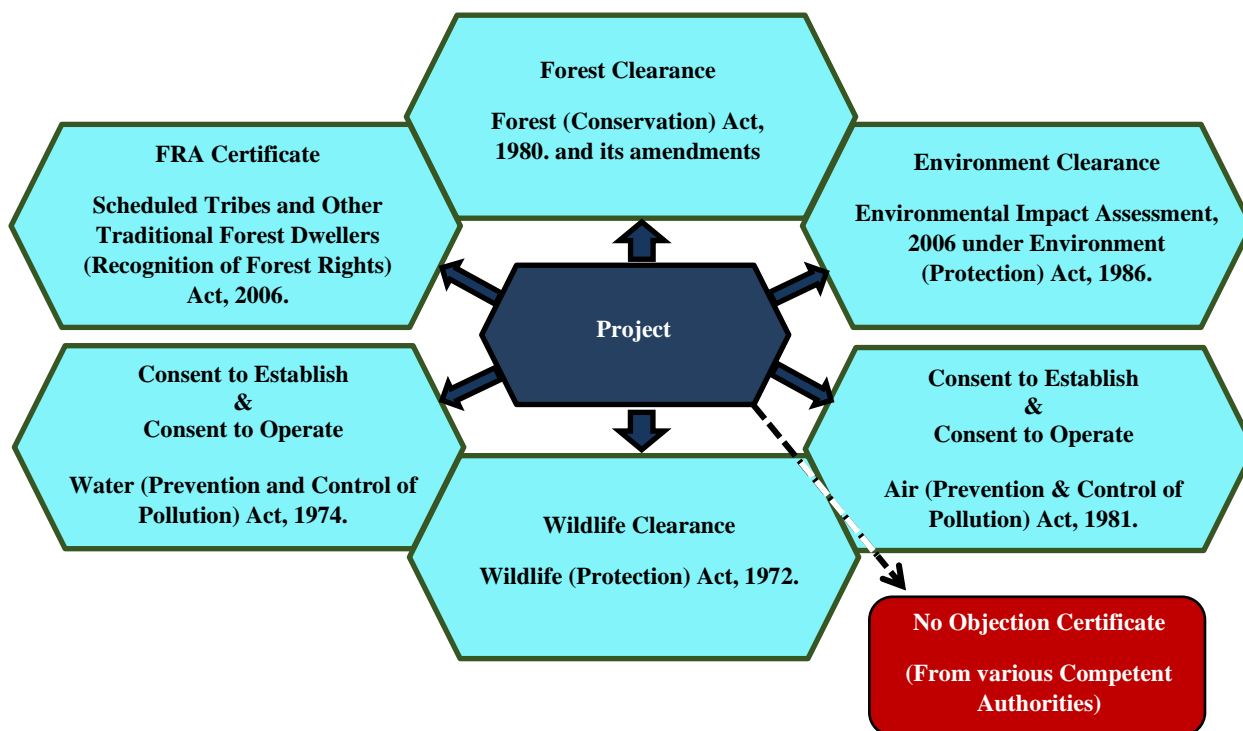 Forest Clearance
Forest (Conservation) Act,
1980. and its amendments
FRA Certificate
Scheduled Tribes and Other
Traditional Forest Dwellers
(Recognition of Forest Rights)
Act, 2006.
Environment Clearance
Environmental Impact Assessment,
2006 under Environment
(Protection) Act, 1986.
Project
Consent to Establish
&
Consent to Operate
Water (Prevention and Control of
Pollution) Act, 1974.
Consent to Establish
&
Consent to Operate
Air (Prevention & Control of
Pollution) Act, 1981.
Wildlife Clearance
Wildlife (Protection) Act, 1972.
No Objection Certificate
(From various Competent
Authorities)